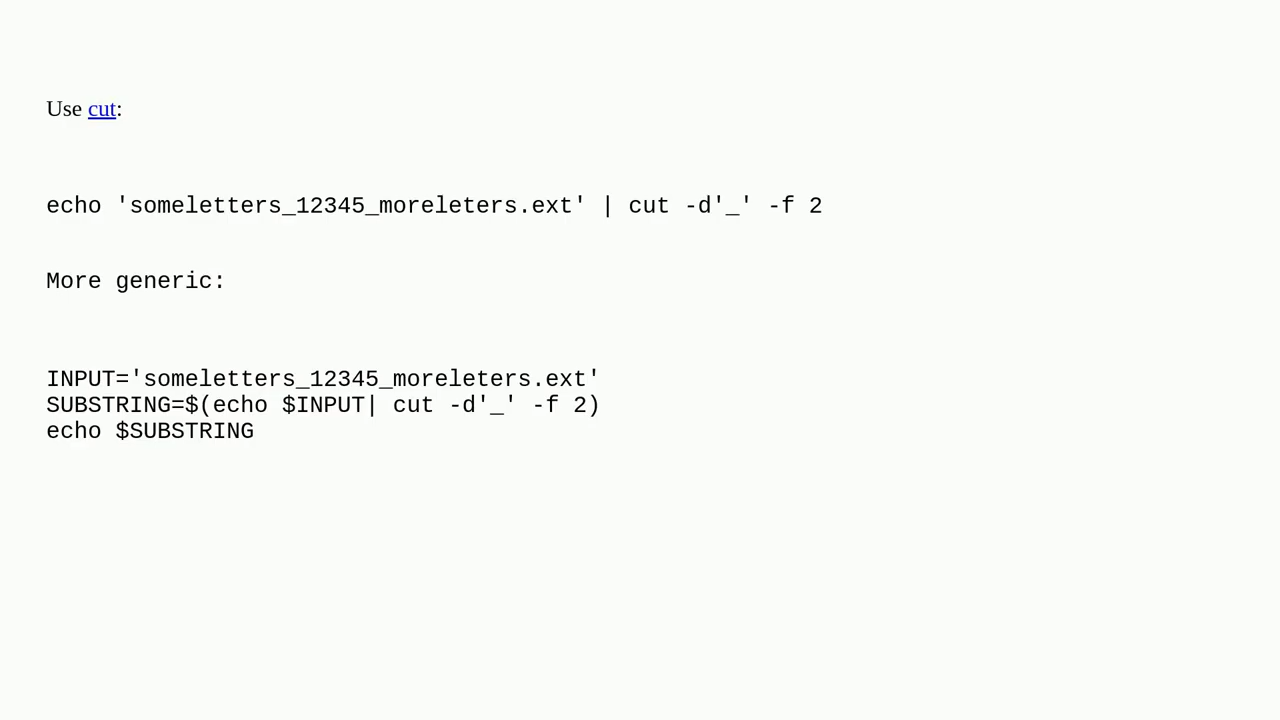 Use cut:
echo 'someletters_12345_moreleters.ext' | cut -d'_' -f 2
More generic:
INPUT='someletters_12345_moreleters.ext'
SUBSTRING=$(echo $INPUT| cut -d'_' -f 2)
echo $SUBSTRING